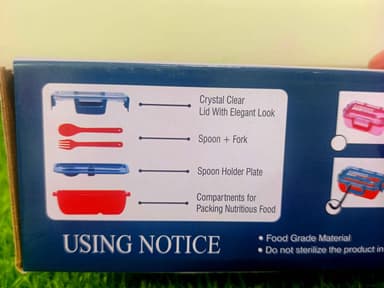 Crystal Clear
Lid With Elegant Look
Spoon + Fork
Spoon Holder Plate
Compartnents for
Packing Nutritious Food
USING NOTICE
• Food Grade Material
• Do not sterilize the product in